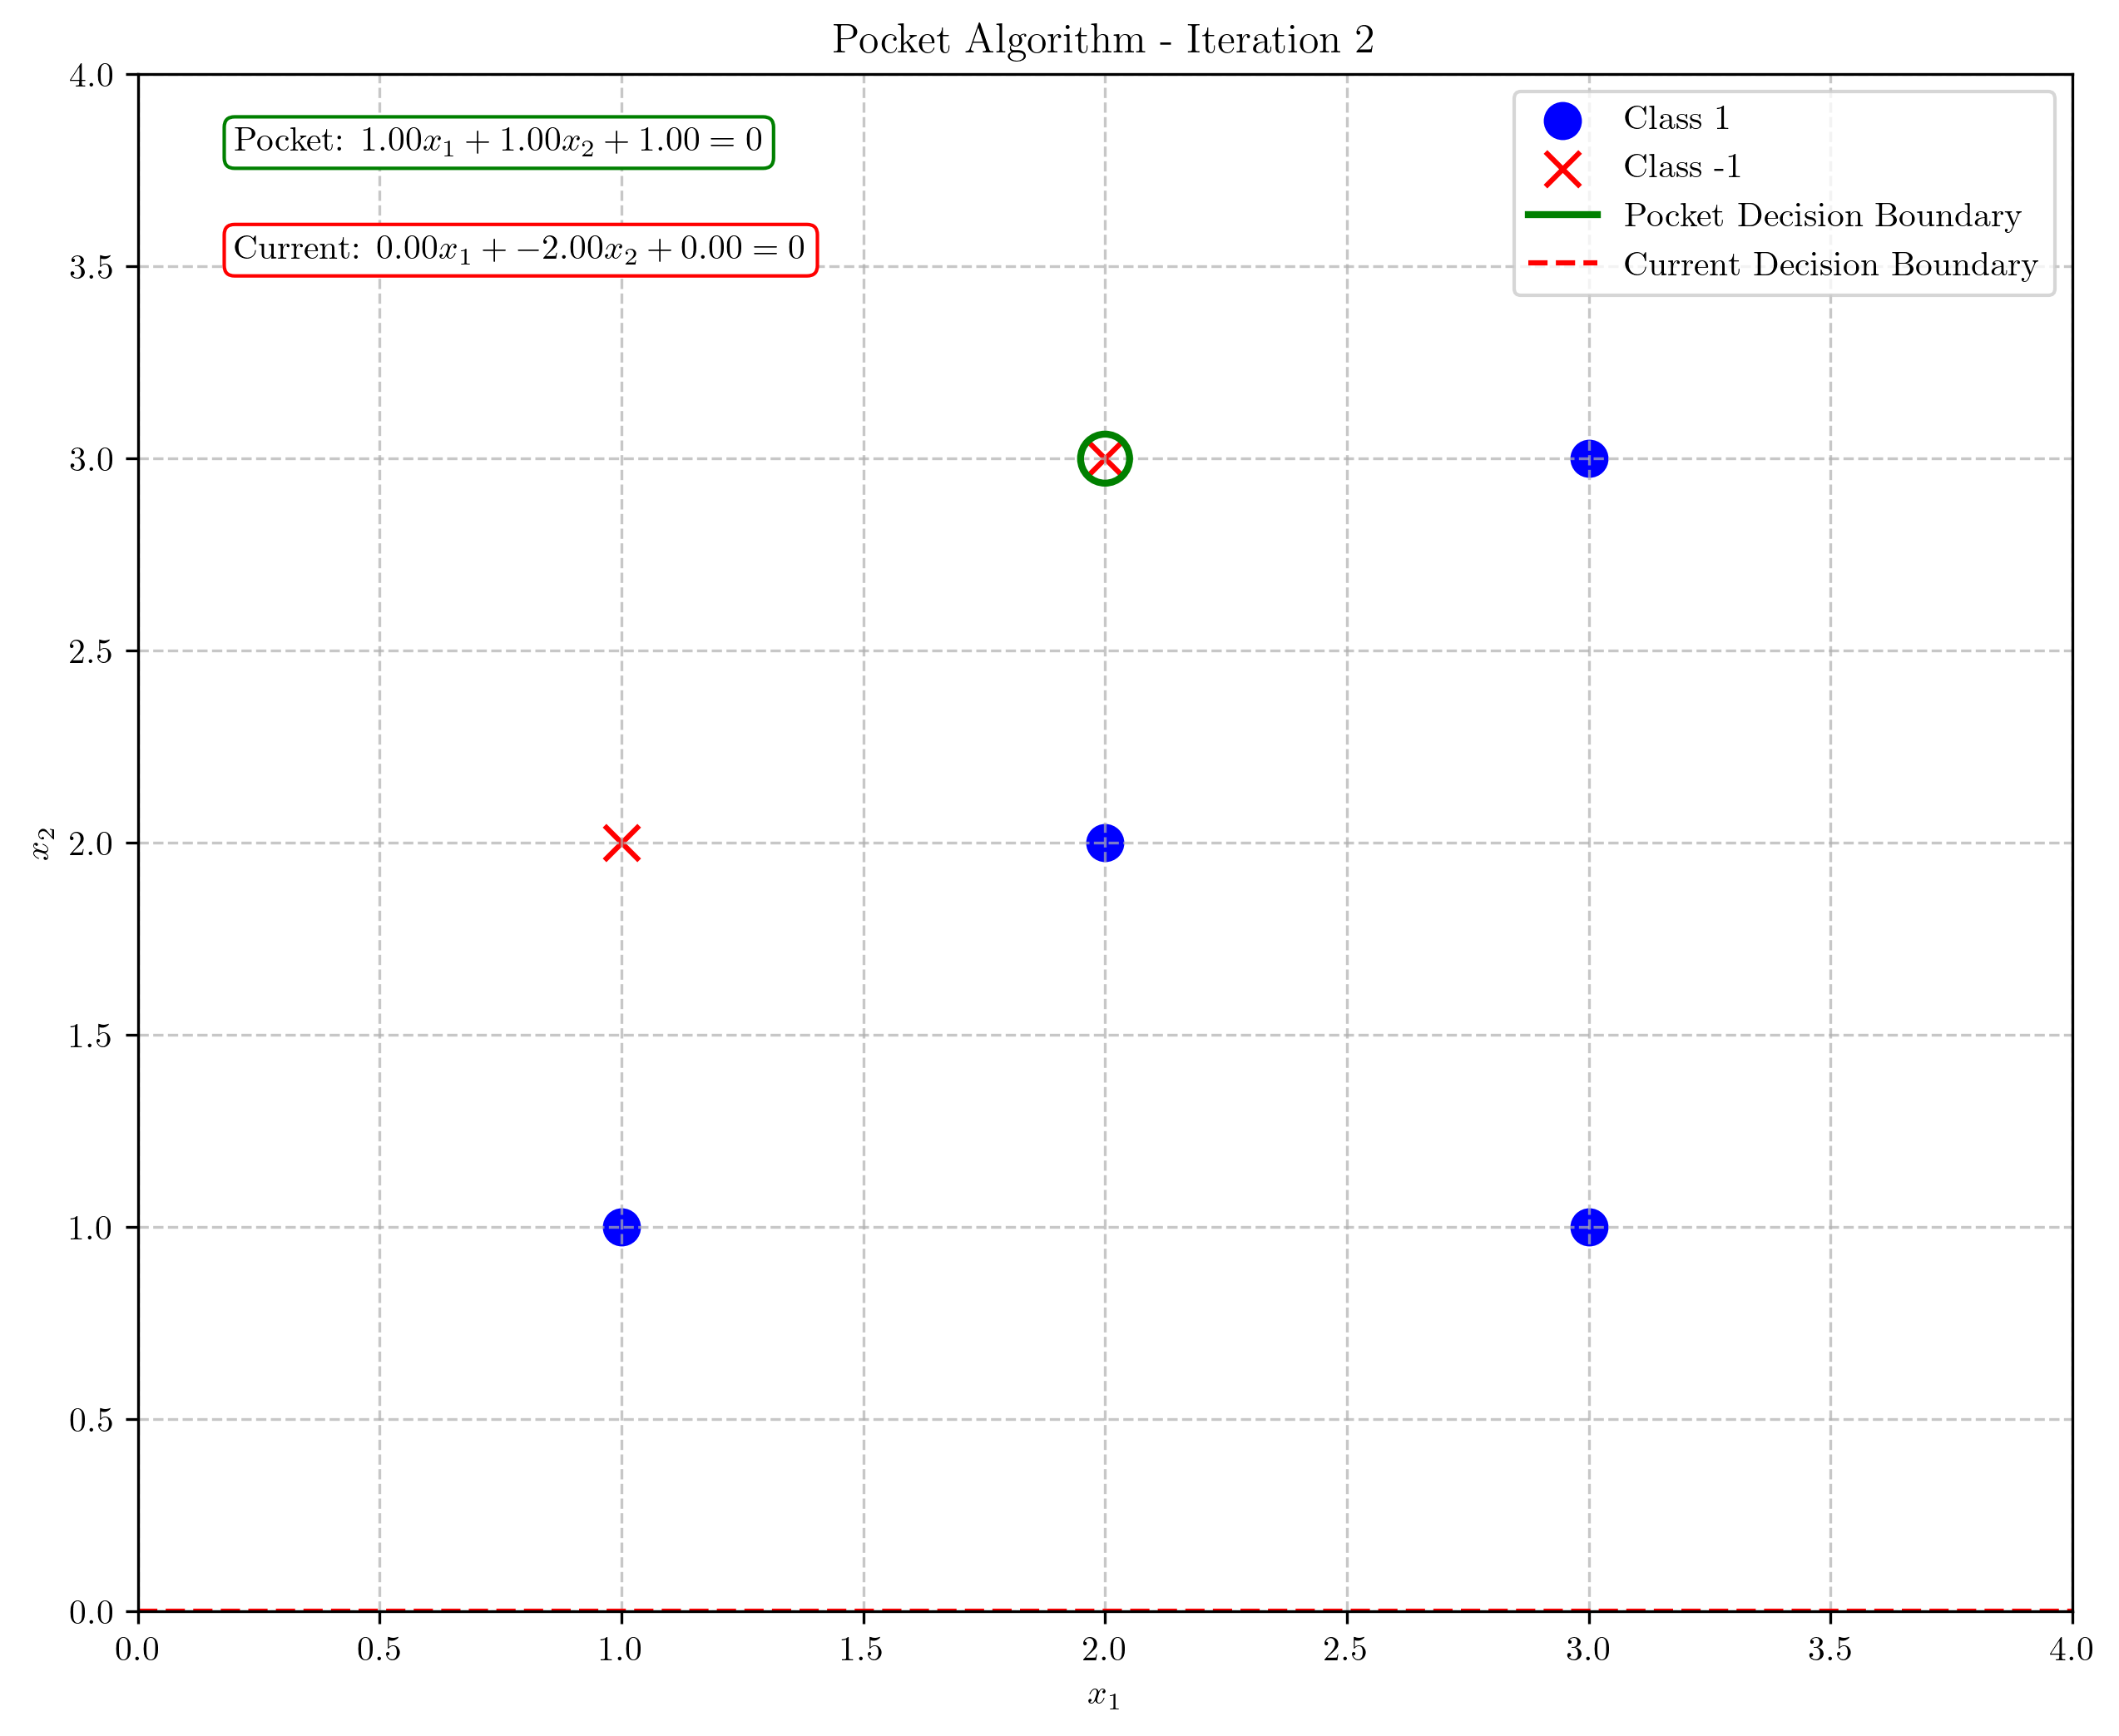 Pocket Algorithm - Iteration 2
Pocket: 1.00x₁ + 1.00x₂ + 1.00 = 0
Current: 0.00x₁ + −2.00x₂ + 0.00 = 0
Class 1
Class -1
Pocket Decision Boundary
Current Decision Boundary
4.0
3.5
3.0
2.5
2.0
1.5
1.0
0.5
0.0
x₂
0.0 0.5 1.0 1.5 2.0 2.5 3.0 3.5 4.0
x₁